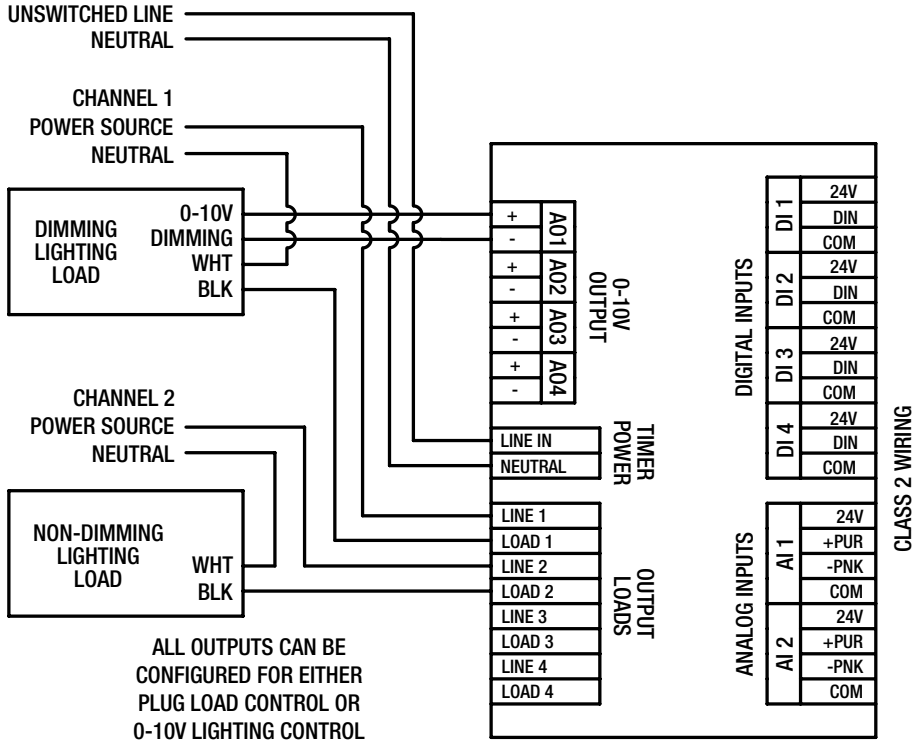 UNSWITCHED LINE
NEUTRAL
CHANNEL 1
POWER SOURCE
NEUTRAL
DIMMING
LIGHTING
LOAD
0-10V
DIMMING
WHT
BLK
CHANNEL 2
POWER SOURCE
NEUTRAL
NON-DIMMING
LIGHTING
LOAD
WHT
BLK
ALL OUTPUTS CAN BE
CONFIGURED FOR EITHER
PLUG LOAD CONTROL OR
0-10V LIGHTING CONTROL
+
-
AO1
+
-
AO2
+
-
AO3
+
-
AO4
0-10V
OUTPUT
LINE IN
NEUTRAL
TIMER
POWER
LINE 1
LOAD 1
LINE 2
LOAD 2
LINE 3
LOAD 3
LINE 4
LOAD 4
OUTPUT
LOADS
DIGITAL INPUTS
DI 1
24V
DIN
COM
DI 2
24V
DIN
COM
DI 3
24V
DIN
COM
DI 4
24V
DIN
COM
ANALOG INPUTS
AI 1
24V
+PUR
-PNK
COM
AI 2
24V
+PUR
-PNK
COM
CLASS 2 WIRING